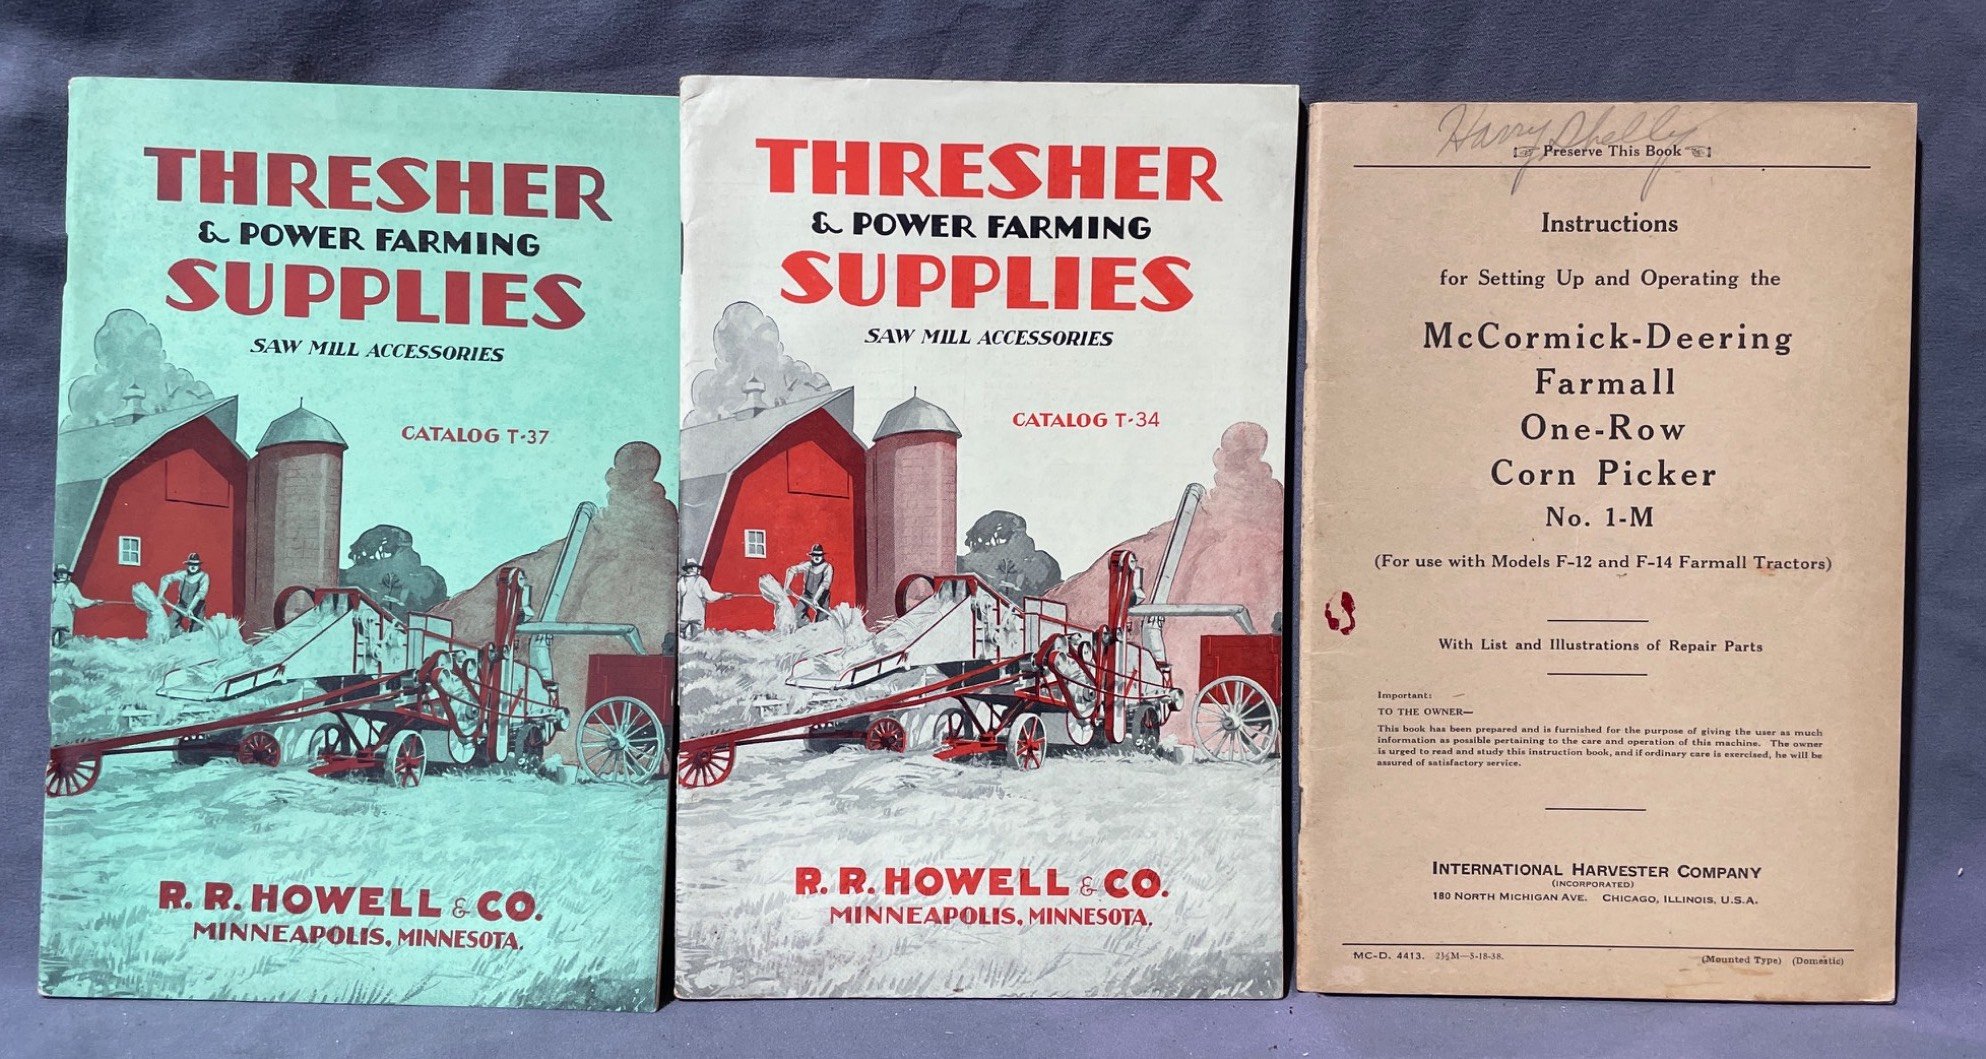 THRESHER
& POWER FARMING
SUPPLIES
SAW MILL ACCESSORIES
CATALOG T-37
R. R. HOWELL & CO.
MINNEAPOLIS, MINNESOTA.
THRESHER
& POWER FARMING
SUPPLIES
SAW MILL ACCESSORIES
CATALOG T-34
R. R. HOWELL & CO.
MINNEAPOLIS, MINNESOTA.
Harry Shelly
Preserve This Book
Instructions
for Setting Up and Operating the
McCormick-Deering
Farmall
One-Row
Corn Picker
No. 1-M
(For use with Models F-12 and F-14 Farmall Tractors)
With List and Illustrations of Repair Parts
Important:
TO THE OWNER—
This book has been prepared and is furnished for the purpose of giving the user as much
information as possible pertaining to the care and operation of this machine. The owner
is urged to read and study this instruction book, and if ordinary care is exercised, he will be
assured of satisfactory service.
INTERNATIONAL HARVESTER COMPANY
(INCORPORATED)
180 NORTH MICHIGAN AVE. CHICAGO, ILLINOIS, U.S.A.
MC-D. 4413. 2½M—5-18-38. (Mounted Type) (Domestic)